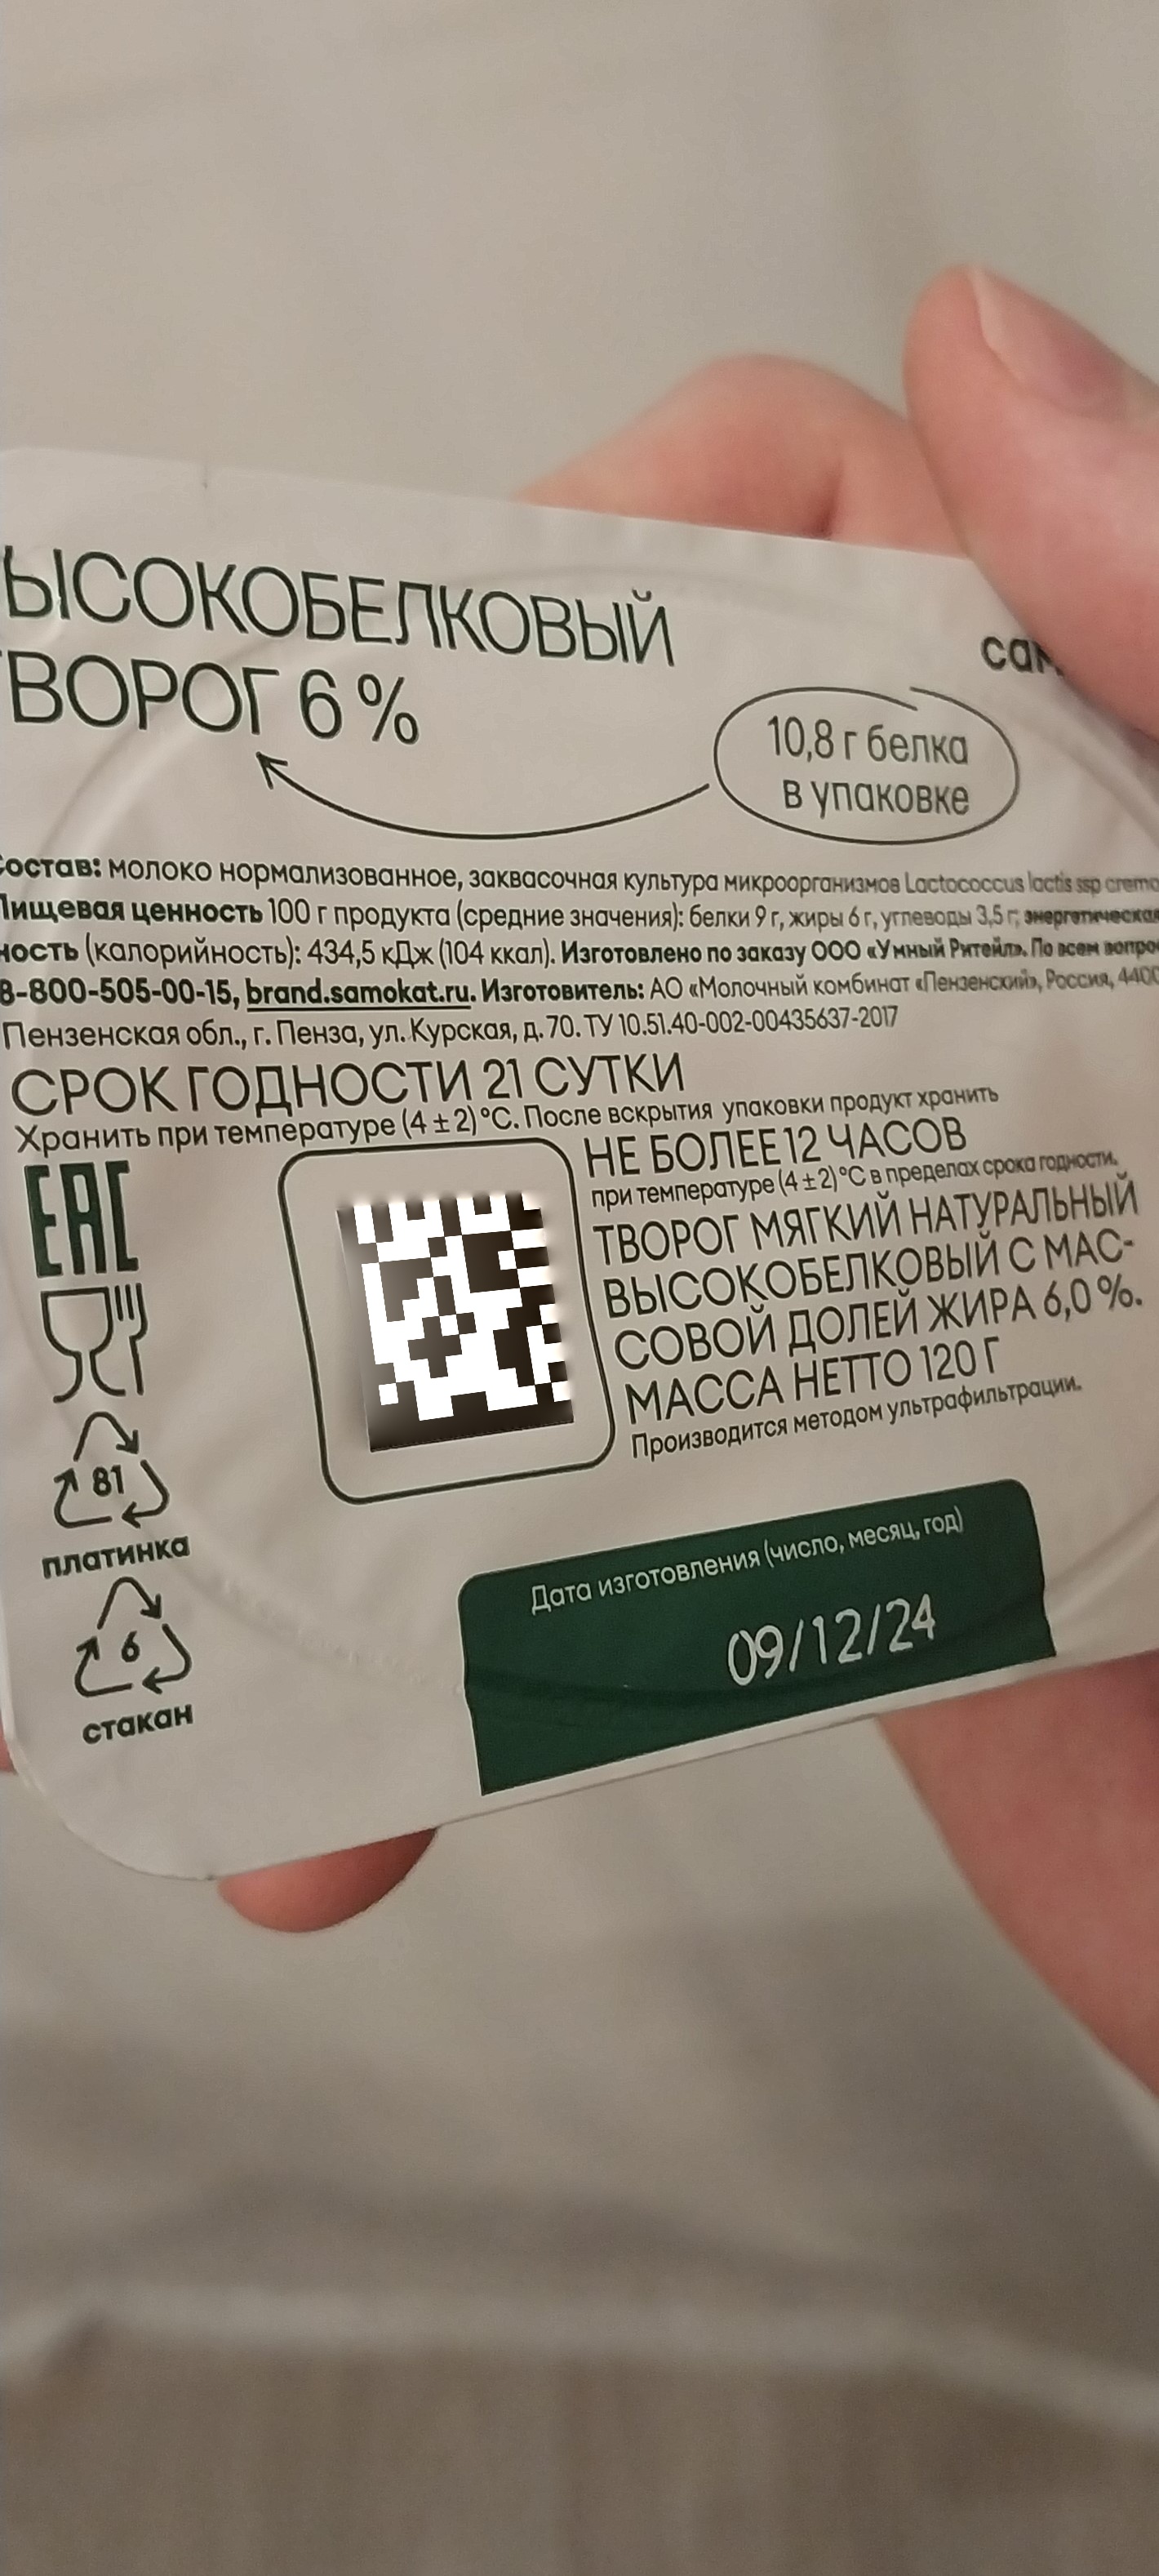 ЫСОКОБЕЛКОВЫЙ
ВОРОГ 6 %
10,8 г белка
в упаковке
остав: молоко нормализованное, заквасочная культура микроорганизмов Lactococcus lactis ssp cremo
Пищевая ценность 100 г продукта (средние значения): белки 9 г, жиры 6 г, углеводы 3,5 г; энергетическая
ность (калорийность): 434,5 кДж (104 ккал). Изготовлено по заказу ООО «Умный Ритейл». По всем вопро
8-800-505-00-15, brand.samokat.ru. Изготовитель: АО «Молочный комбинат «Пензенский», Россия, 4400
Пензенская обл., г. Пенза, ул. Курская, д. 70. ТУ 10.51.40-002-00435637-2017
СРОК ГОДНОСТИ 21 СУТКИ
Хранить при температуре (4 ± 2) °С. После вскрытия упаковки продукт хранить
НЕ БОЛЕЕ 12 ЧАСОВ
при температуре (4 ± 2) °С в пределах срока годности.
ТВОРОГ МЯГКИЙ НАТУРАЛЬНЫЙ
ВЫСОКОБЕЛКОВЫЙ С МАС-
СОВОЙ ДОЛЕЙ ЖИРА 6,0 %.
МАССА НЕТТО 120 Г
Производится методом ультрафильтрации.
EAC
81
платинка
6
стакан
Дата изготовления (число, месяц, год)
09/12/24